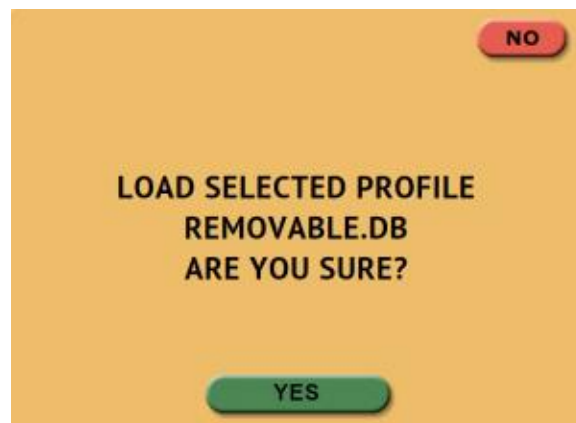 NO
LOAD SELECTED PROFILE
REMOVABLE.DB
ARE YOU SURE?
YES